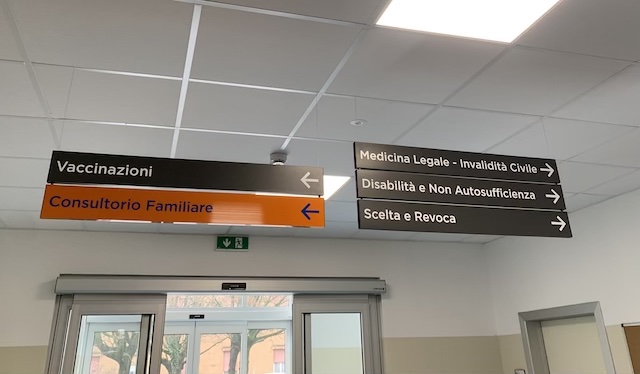 Vaccinazioni
Consultorio Familiare
Medicina Legale - Invalidità Civile
Disabilità e Non Autosufficienza
Scelta e Revoca